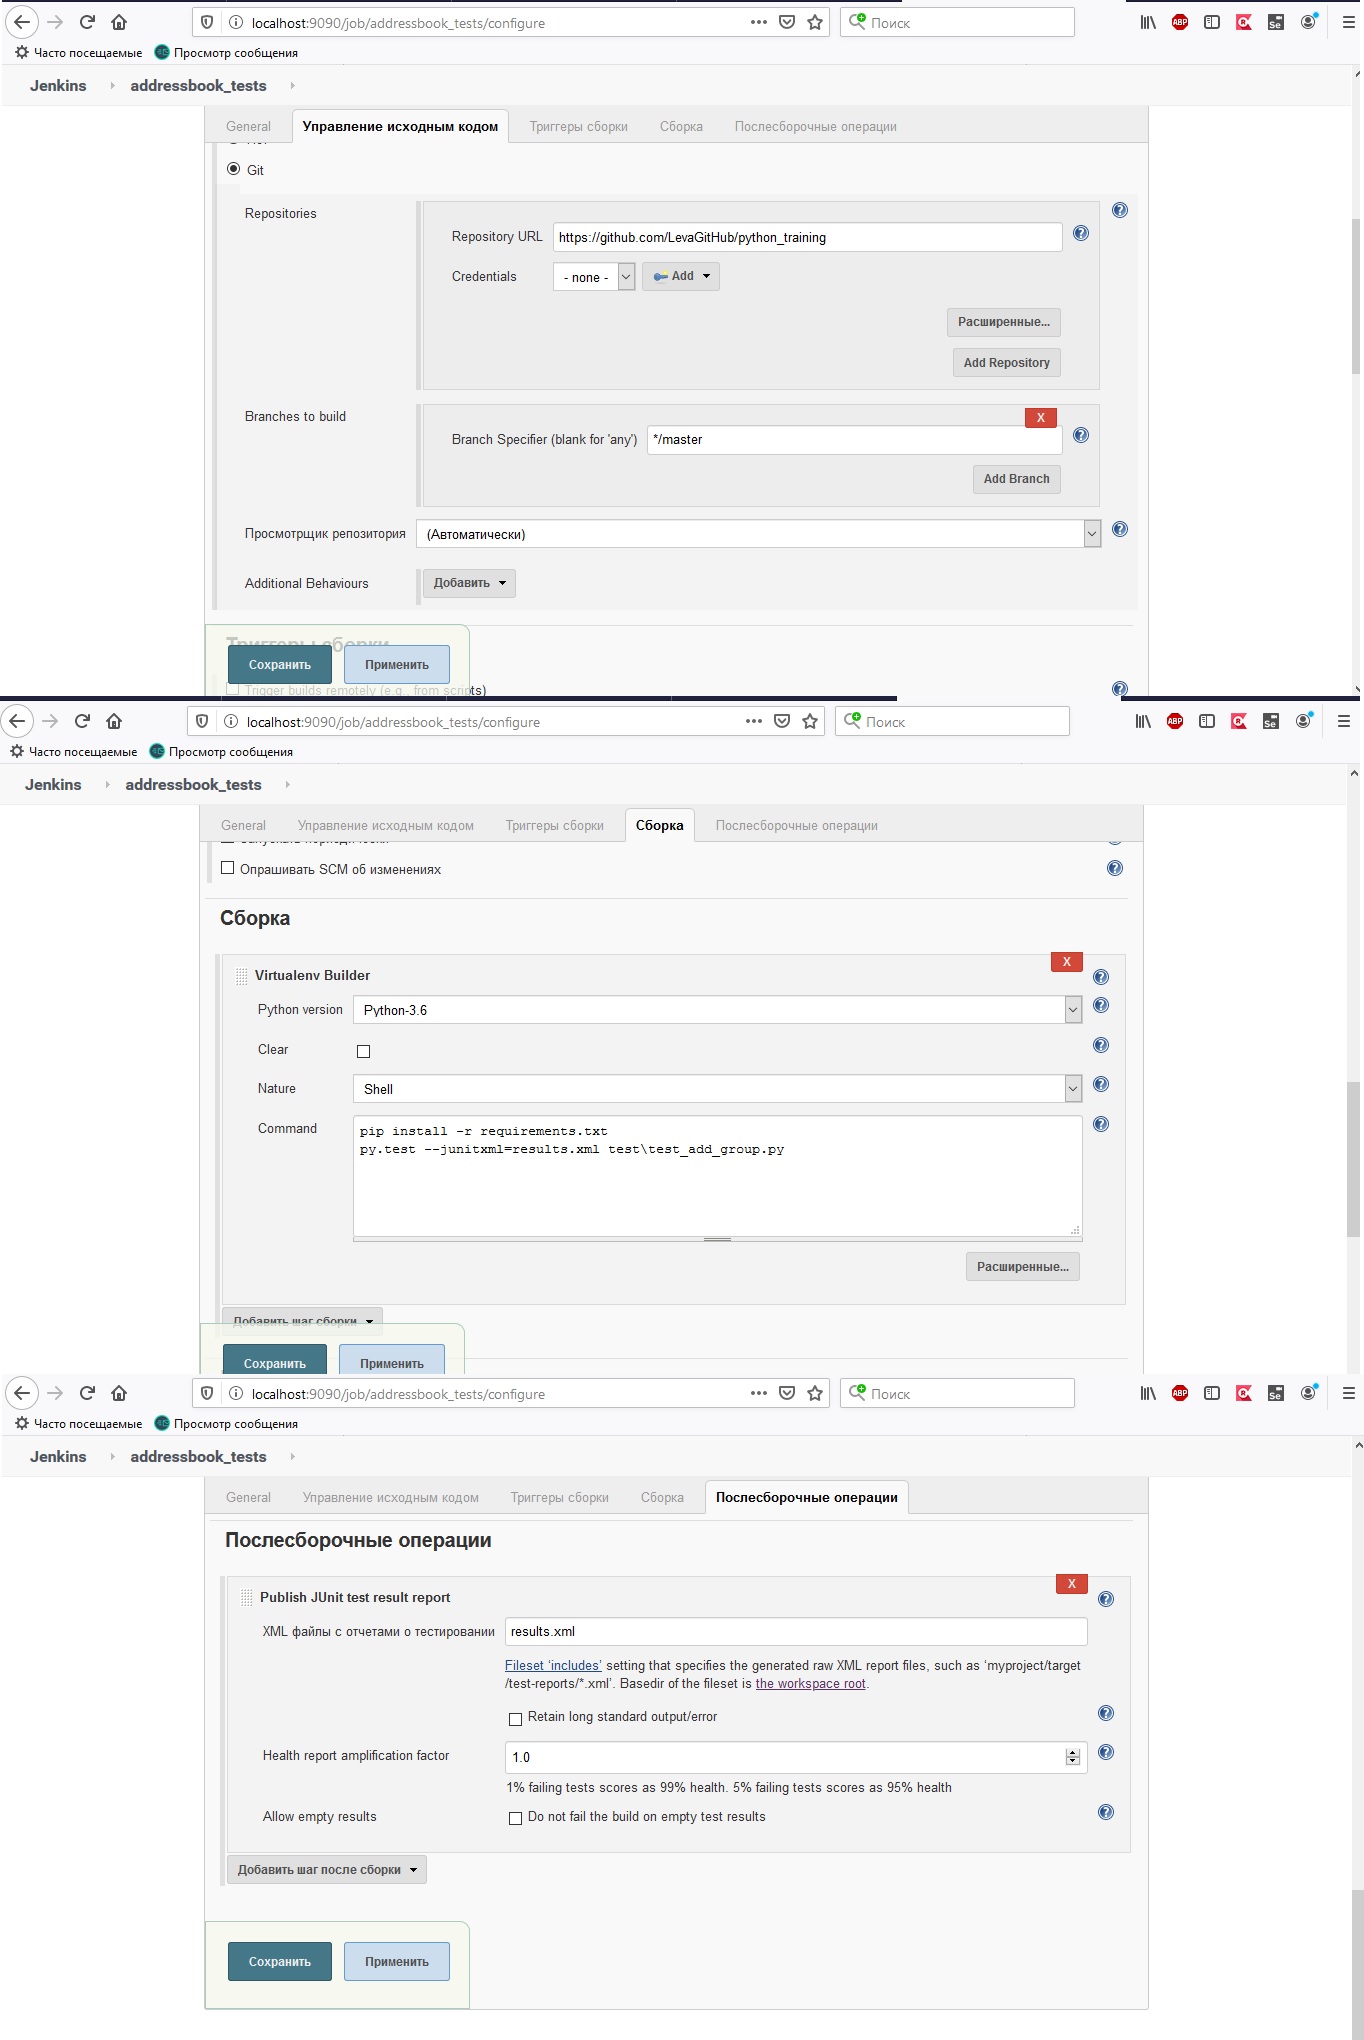 localhost:9090/job/addressbook_tests/configure
Поиск
ABP
Se
Часто посещаемые Просмотр сообщения
Jenkins addressbook_tests
General Управление исходным кодом Триггеры сборки Сборка Послесборочные операции
Git
Repositories
Repository URL https://github.com/LevaGitHub/python_training
Credentials - none - Add
Расширенные...
Add Repository
Branches to build
X
Branch Specifier (blank for 'any') */master
Add Branch
Просмотрщик репозитория (Автоматически)
Additional Behaviours Добавить
Триггеры сборки
Сохранить Применить
Trigger builds remotely (e.g., from scripts)
localhost:9090/job/addressbook_tests/configure
Поиск
ABP
Se
Часто посещаемые Просмотр сообщения
Jenkins addressbook_tests
General Управление исходным кодом Триггеры сборки Сборка Послесборочные операции
Запускать периодически
Опрашивать SCM об изменениях
Сборка
X
Virtualenv Builder
Python version Python-3.6
Clear
Nature Shell
Command pip install -r requirements.txt
py.test --junitxml=results.xml test\test_add_group.py
Расширенные...
Добавить шаг сборки
Сохранить Применить
localhost:9090/job/addressbook_tests/configure
Поиск
ABP
Se
Часто посещаемые Просмотр сообщения
Jenkins addressbook_tests
General Управление исходным кодом Триггеры сборки Сборка Послесборочные операции
Послесборочные операции
X
Publish JUnit test result report
XML файлы с отчетами о тестировании results.xml
Fileset ‘includes’ setting that specifies the generated raw XML report files, such as ‘myproject/target
/test-reports/*.xml’. Basedir of the fileset is the workspace root.
Retain long standard output/error
Health report amplification factor 1.0
1% failing tests scores as 99% health. 5% failing tests scores as 95% health
Allow empty results Do not fail the build on empty test results
Добавить шаг после сборки
Сохранить Применить